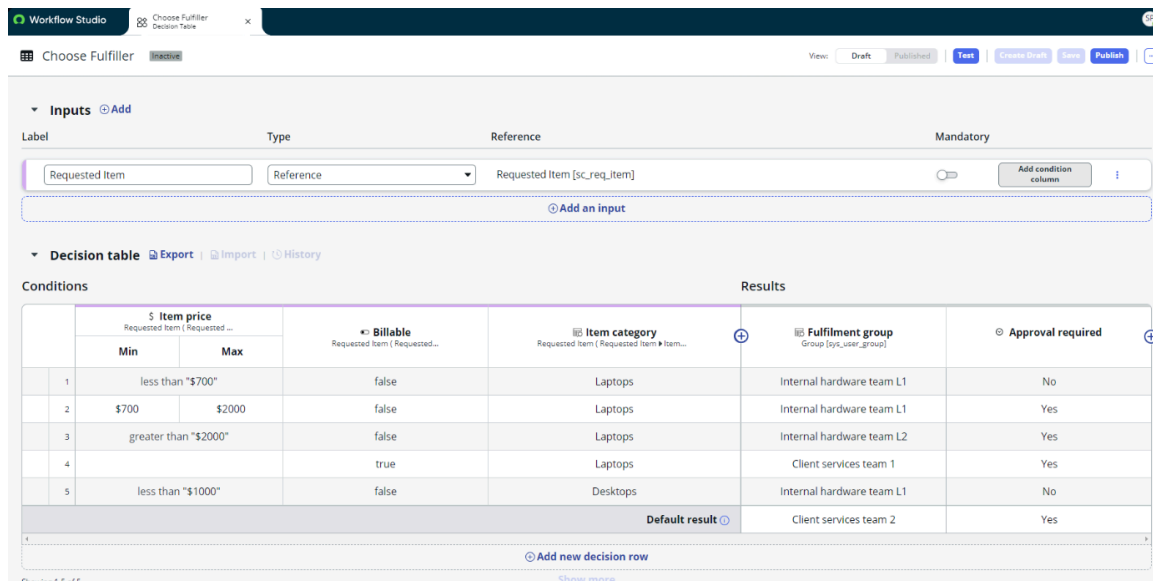 Workflow Studio
Choose Fulfiller
Decision Table
×
SP
Choose Fulfiller Inactive View: Draft Published Test Create Draft Save Publish
Inputs Add
Label Type Reference Mandatory
Requested Item Reference Requested Item [sc_req_item] Add condition column
Add an input
Decision table Export | Import | History
Conditions Results
$ Item price
Requested Item ( Requested ...
Min Max
Billable
Requested Item ( Requested...
Item category
Requested Item ( Requested Item ▸ Item...
Fulfilment group
Group [sys_user_group]
Approval required
1 less than "$700" false Laptops Internal hardware team L1 No
2 $700 $2000 false Laptops Internal hardware team L1 Yes
3 greater than "$2000" false Laptops Internal hardware team L2 Yes
4 true Laptops Client services team 1 Yes
5 less than "$1000" false Desktops Internal hardware team L1 No
Default result Client services team 2 Yes
Add new decision row
Show more